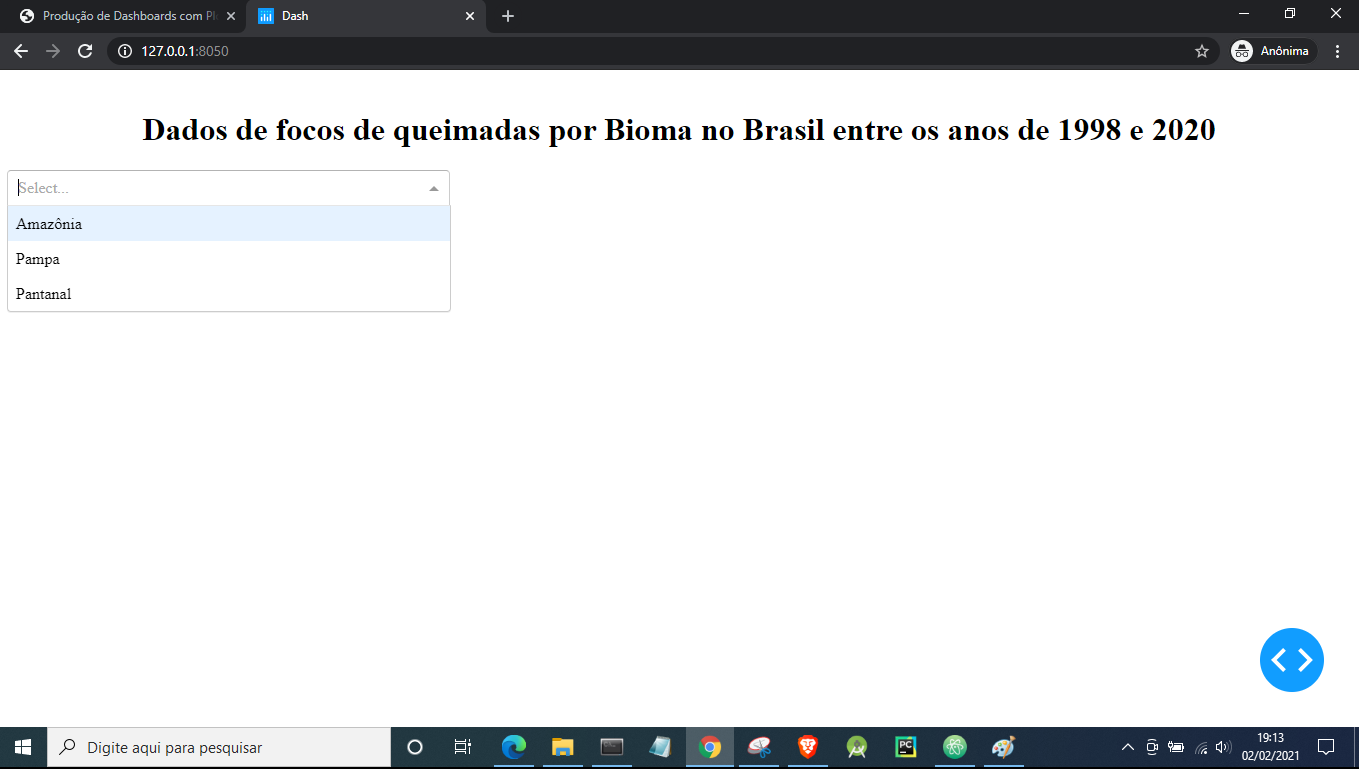 Produção de Dashboards com Pl
Dash
127.0.0.1:8050
Anônima
Dados de focos de queimadas por Bioma no Brasil entre os anos de 1998 e 2020
Select...
Amazônia
Pampa
Pantanal
Digite aqui para pesquisar
PC
19:13
02/02/2021